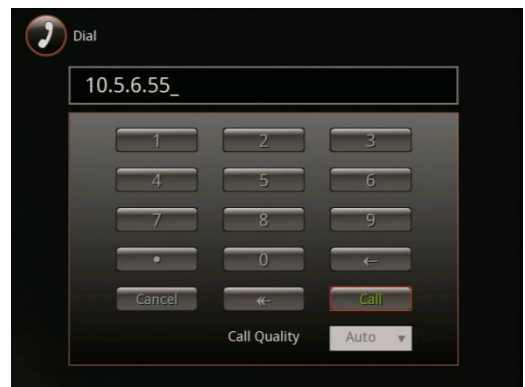 Dial
10.5.6.55_
1 2 3
4 5 6
7 8 9
• 0 ←
Cancel ↞ Call
Call Quality Auto ▼